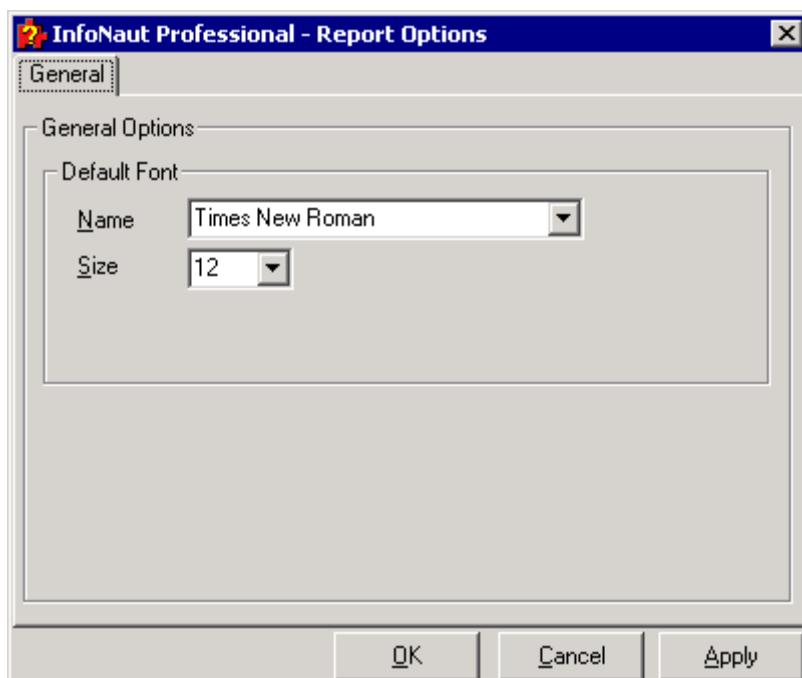 InfoNaut Professional - Report Options
General
General Options
Default Font
Name Times New Roman
Size 12
OK Cancel Apply